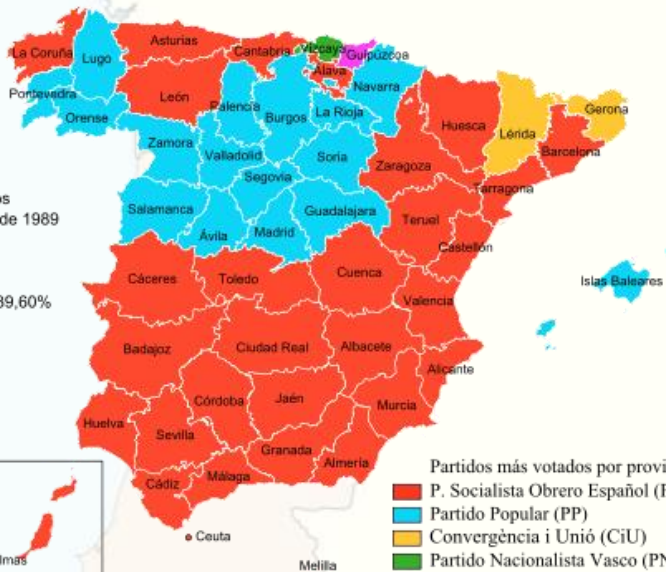 Asturias
La Coruña
Lugo
Cantabria
Vizcaya
Guipúzcoa
Álava
Pontevedra
Orense
León
Palencia
Burgos
La Rioja
Navarra
Huesca
Lérida
Gerona
Barcelona
Zamora
Valladolid
Soria
Zaragoza
Segovia
Tarragona
os
de 1989
Salamanca
Ávila
Madrid
Guadalajara
Teruel
Castellón
Cáceres
Toledo
Cuenca
Islas Baleares
39,60%
Valencia
Badajoz
Ciudad Real
Albacete
Alicante
Córdoba
Jaén
Murcia
Huelva
Sevilla
Granada
Almería
Cádiz
Málaga
Ceuta
Melilla
lmas
Partidos más votados por provi
P. Socialista Obrero Español (P
Partido Popular (PP)
Convergència i Unió (CiU)
Partido Nacionalista Vasco (PN